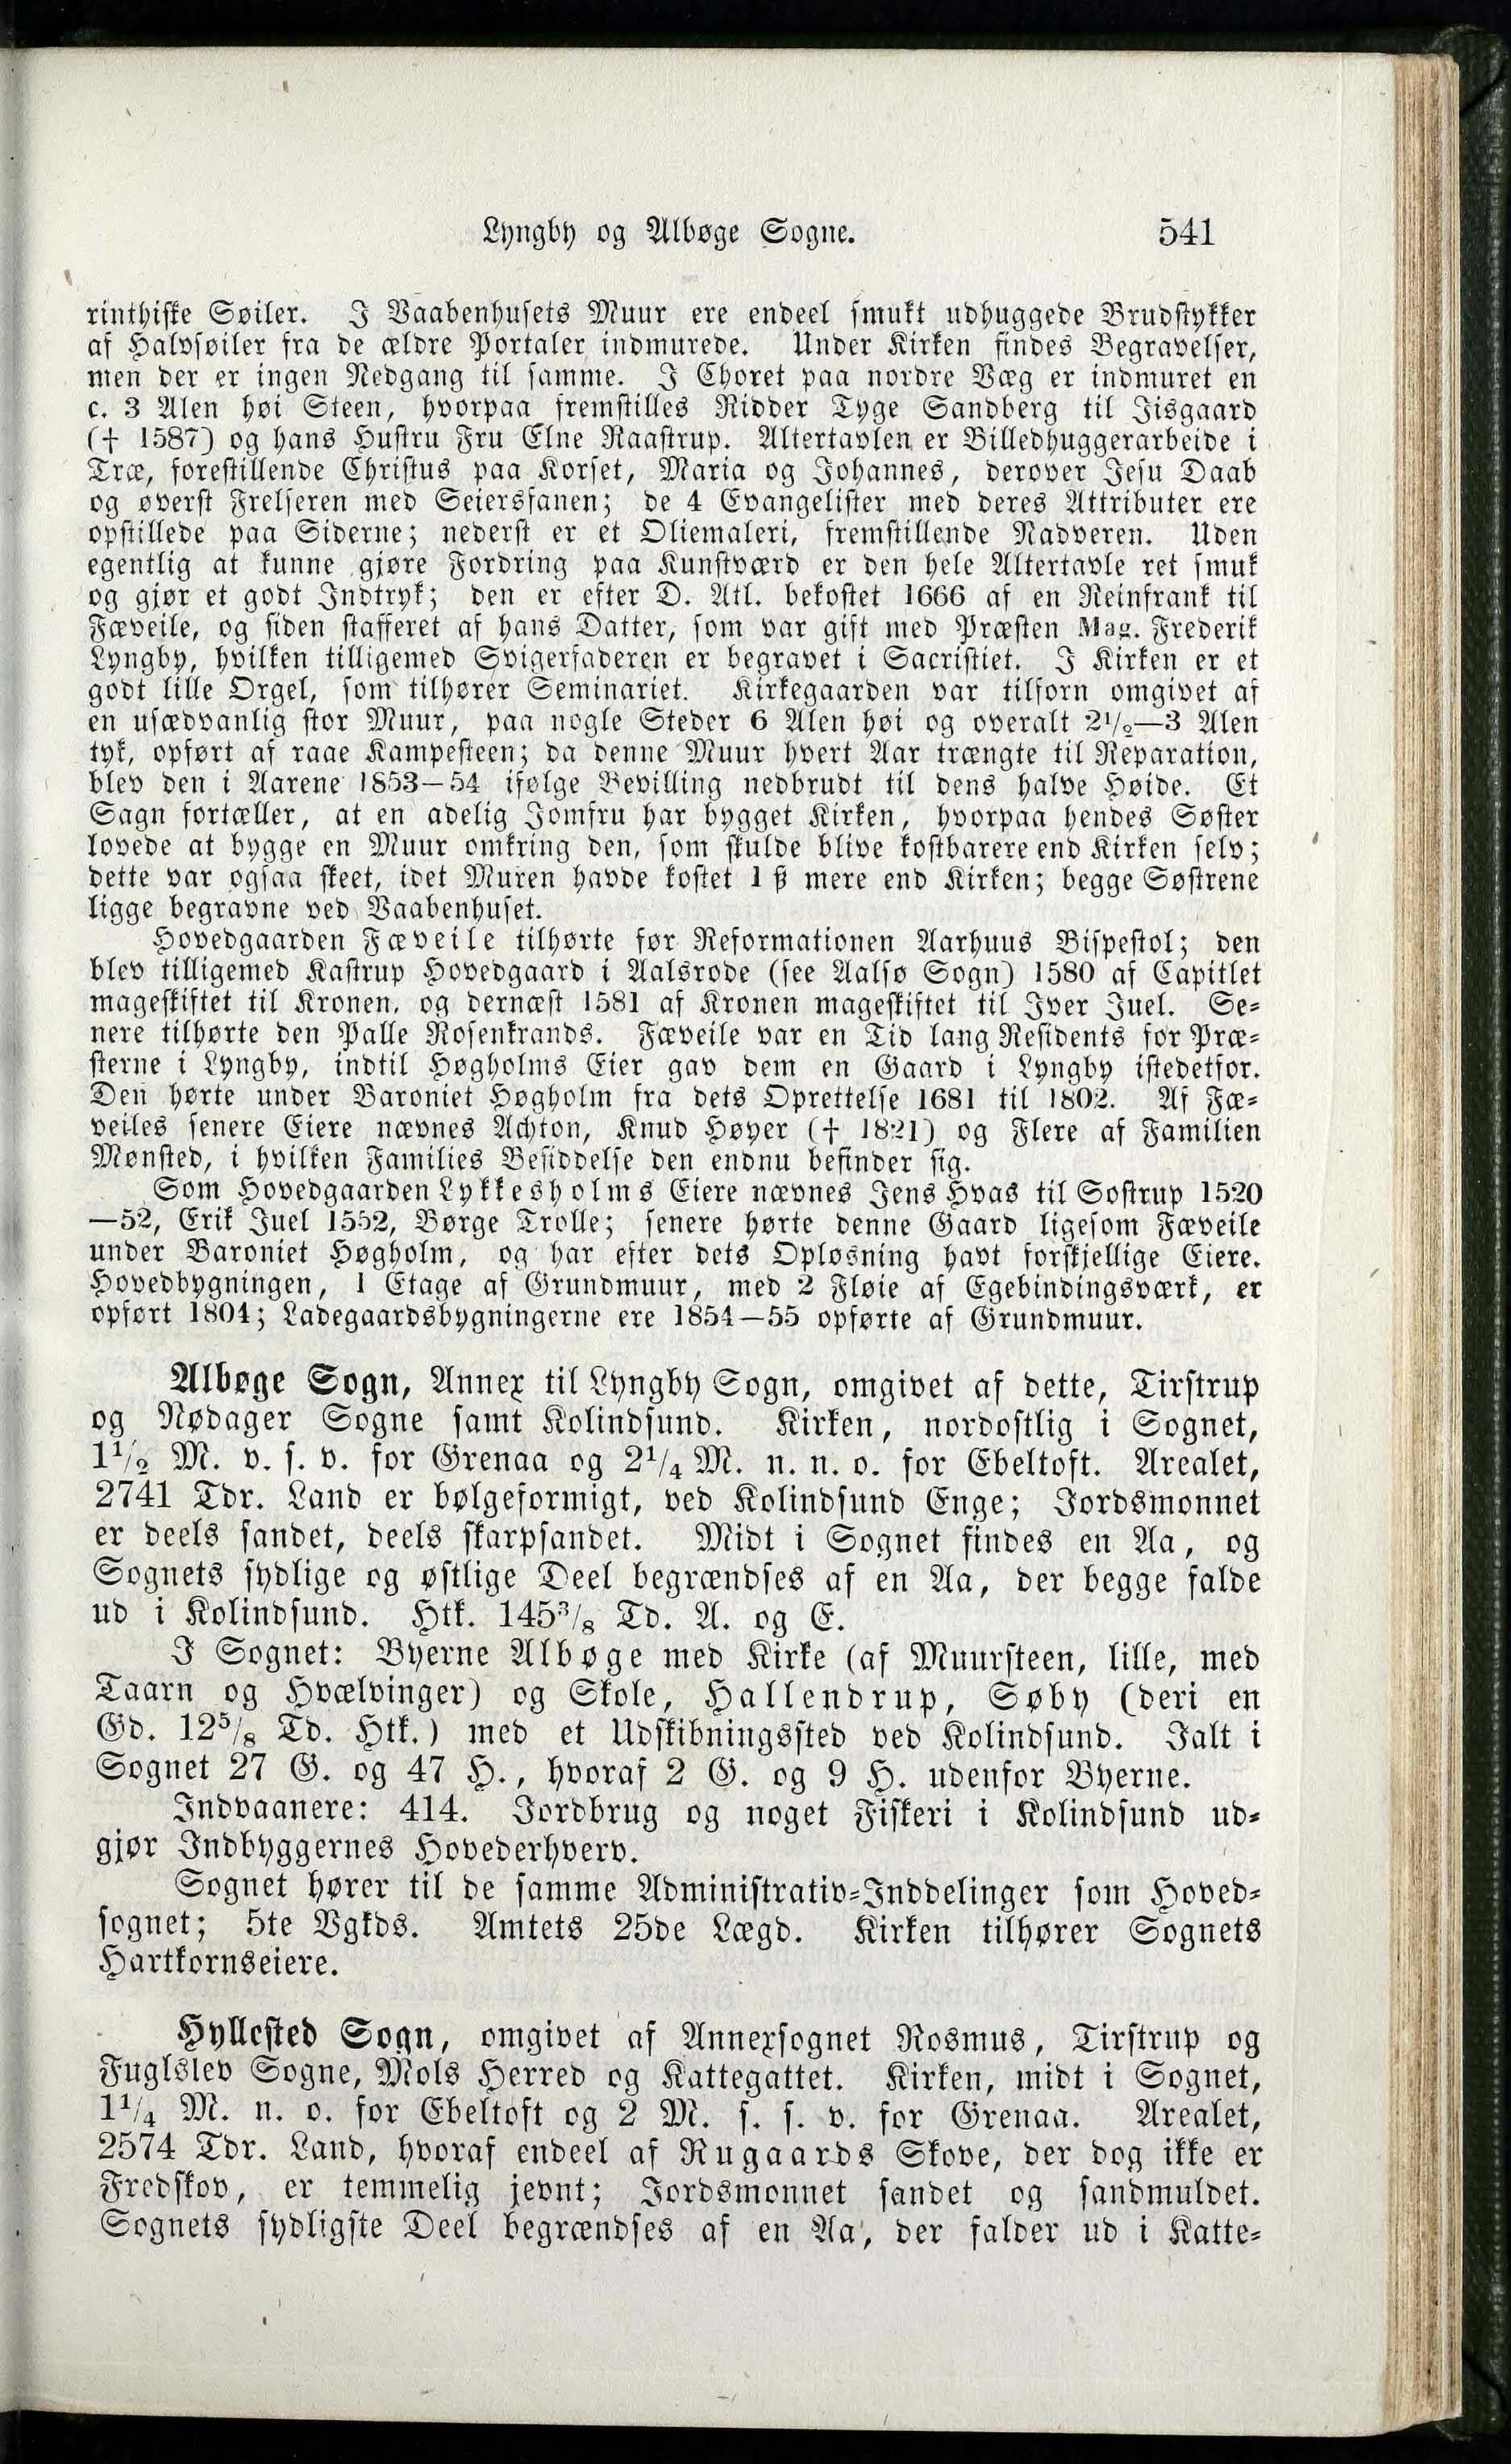 Lyngby og Albøge Sogne. 541
rinthiske Søiler. I Vaabenhusets Muur ere endeel smukt udhuggede Brudstykker
af Halvsøiler fra de ældre Portaler indmurede. Under Kirken findes Begravelser,
men der er ingen Nedgang til samme. I Choret paa nordre Væg er indmuret en
c. 3 Alen høi Steen, hvorpaa fremstilles Ridder Tyge Sandberg til Iisgaard
(† 1587) og hans Hustru Fru Elne Raastrup. Altertavlen er Billedhuggerarbeide i
Træ, forestillende Christus paa Korset, Maria og Johannes, derover Jesu Daab
og øverst Frelseren med Seiersfanen; de 4 Evangelister med deres Attributer ere
opstillede paa Siderne; nederst er et Oliemaleri, fremstillende Nadveren. Uden
egentlig at kunne gjøre Fordring paa Kunstværd er den hele Altertavle ret smuk
og gjør et godt Indtryk; den er efter D. Atl. bekostet 1666 af en Reinfrank til
Fæveile, og siden stafferet af hans Datter, som var gift med Præsten Mag. Frederik
Lyngby, hvilken tilligemed Svigerfaderen er begravet i Sacristiet. I Kirken er et
godt lille Orgel, som tilhører Seminariet. Kirkegaarden var tilforn omgivet af
en usædvanlig stor Muur, paa nogle Steder 6 Alen høi og overalt 2½—3 Alen
tyk, opført af raae Kampesteen; da denne Muur hvert Aar trængte til Reparation,
blev den i Aarene 1853—54 ifølge Bevilling nedbrudt til dens halve Høide. Et
Sagn fortæller, at en adelig Jomfru har bygget Kirken, hvorpaa hendes Søster
lovede at bygge en Muur omkring den, som skulde blive kostbarere end Kirken selv;
dette var ogsaa skeet, idet Muren havde kostet 1 ß mere end Kirken; begge Søstrene
ligge begravne ved Vaabenhuset.
Hovedgaarden Fæveile tilhørte før Reformationen Aarhuus Bispestol; den
blev tilligemed Kastrup Hovedgaard i Aalsrode (see Aalsø Sogn) 1580 af Capitlet
mageskiftet til Kronen, og dernæst 1581 af Kronen mageskiftet til Iver Juel. Se-
nere tilhørte den Palle Rosenkrands. Fæveile var en Tid lang Residents for Præ-
sterne i Lyngby, indtil Høgholms Eier gav dem en Gaard i Lyngby istedetfor.
Den hørte under Baroniet Høgholm fra dets Oprettelse 1681 til 1802. Af Fæ-
veiles senere Eiere nævnes Achton, Knud Høyer († 1821) og Flere af Familien
Mønsted, i hvilken Families Besiddelse den endnu befinder sig.
Som Hovedgaarden Lykkesholms Eiere nævnes Jens Hvas til Sostrup 1520
—52, Erik Juel 1552, Børge Trolle; senere hørte denne Gaard ligesom Fæveile
under Baroniet Høgholm, og har efter dets Opløsning havt forskjellige Eiere.
Hovedbygningen, 1 Etage af Grundmuur, med 2 Fløie af Egebindingsværk, er
opført 1804; Ladegaardsbygningerne ere 1854—55 opførte af Grundmuur.
Albøge Sogn, Annex til Lyngby Sogn, omgivet af dette, Tirstrup
og Nødager Sogne samt Kolindsund. Kirken, nordostlig i Sognet,
1½ M. v. s. v. for Grenaa og 2¼ M. n. n. o. for Ebeltoft. Arealet,
2741 Tdr. Land er bølgeformigt, ved Kolindsund Enge; Jordsmonnet
er deels sandet, deels skarpsandet. Midt i Sognet findes en Aa, og
Sognets sydlige og østlige Deel begrændses af en Aa, der begge falde
ud i Kolindsund. Htk. 145⅜ Td. A. og E.
I Sognet: Byerne Albøge med Kirke (af Muursteen, lille, med
Taarn og Hvælvinger) og Skole, Hallendrup, Søby (deri en
Gd. 12⅝ Td. Htk.) med et Udskibningssted ved Kolindsund. Ialt i
Sognet 27 G. og 47 H., hvoraf 2 G. og 9 H. udenfor Byerne.
Indvaanere: 414. Jordbrug og noget Fiskeri i Kolindsund ud-
gjør Indbyggernes Hovederhverv.
Sognet hører til de samme Administrativ-Inddelinger som Hoved-
sognet; 5te Vgkds. Amtets 25de Lægd. Kirken tilhører Sognets
Hartkornseiere.
Hyllested Sogn, omgivet af Annexsognet Rosmus, Tirstrup og
Fuglslev Sogne, Mols Herred og Kattegattet. Kirken, midt i Sognet,
1¼ M. n. o. for Ebeltoft og 2 M. s. s. v. for Grenaa. Arealet,
2574 Tdr. Land, hvoraf endeel af Rugaards Skove, der dog ikke er
Fredskov, er temmelig jevnt; Jordsmonnet sandet og sandmuldet.
Sognets sydligste Deel begrændses af en Aa, der falder ud i Katte-